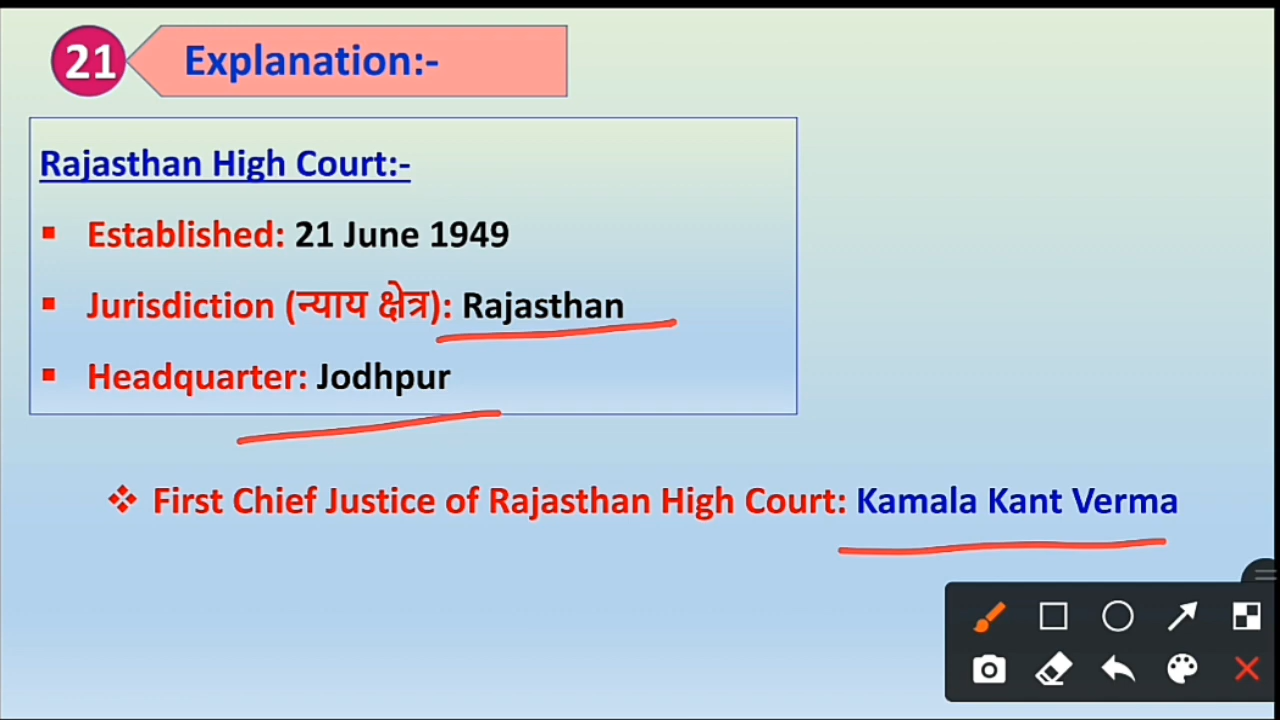 21 Explanation:-
Rajasthan High Court:-
▪ Established: 21 June 1949
▪ Jurisdiction (न्याय क्षेत्र): Rajasthan
▪ Headquarter: Jodhpur
❖ First Chief Justice of Rajasthan High Court: Kamala Kant Verma